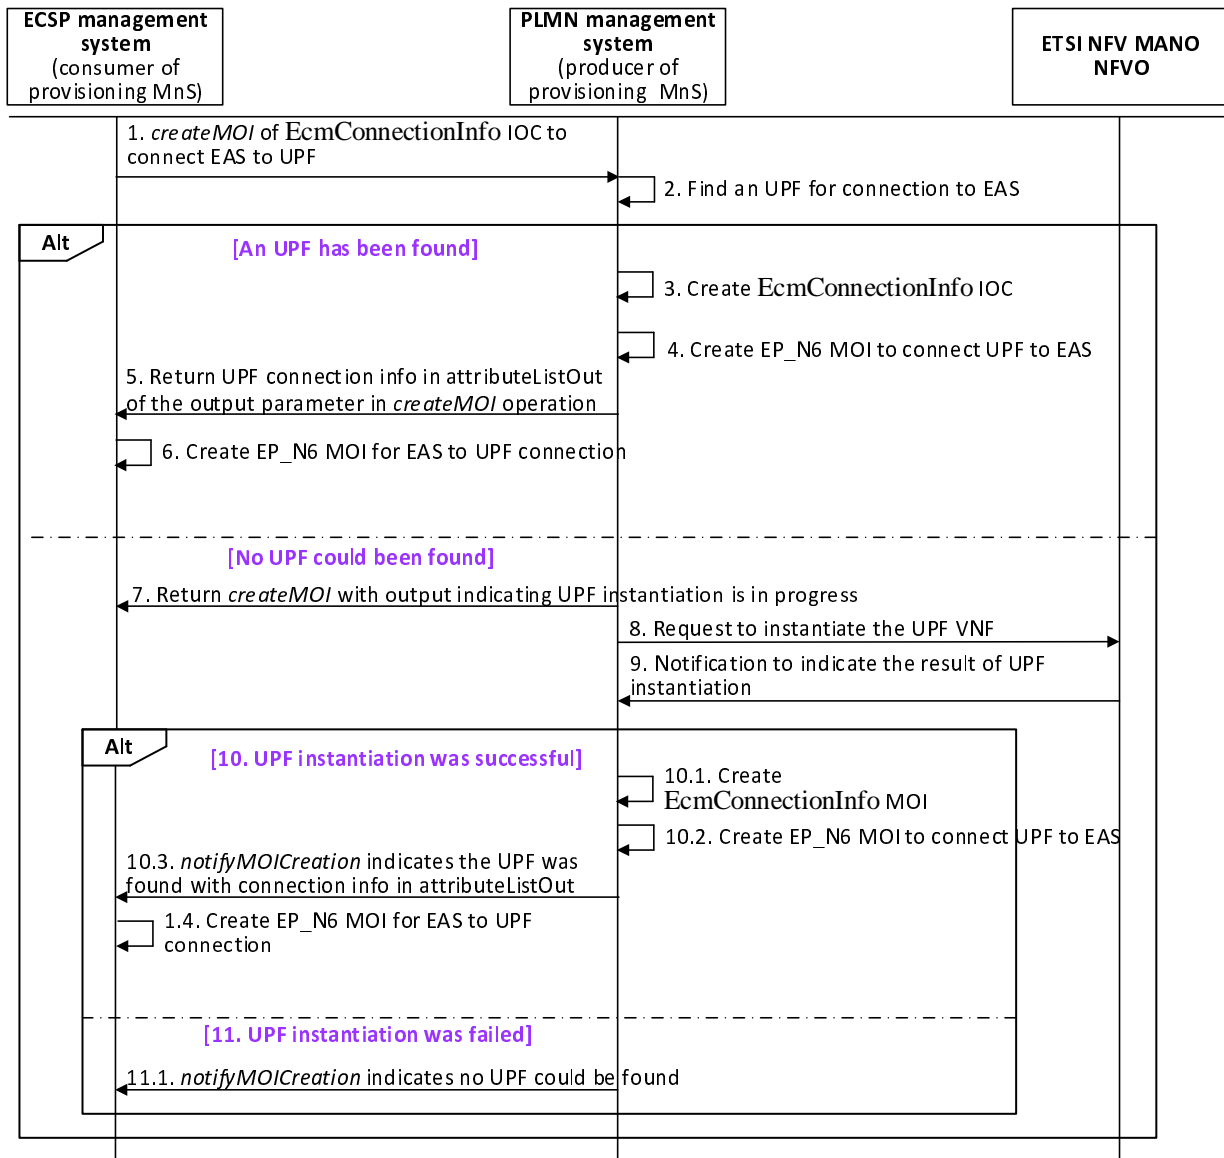 ECSP management
system
(consumer of
provisioning MnS)
PLMN management
system
(producer of
provisioning MnS)
ETSI NFV MANO
NFVO
1. createMOI of EcmConnectionInfo IOC to
connect EAS to UPF
2. Find an UPF for connection to EAS
Alt
[An UPF has been found]
3. Create EcmConnectionInfo IOC
4. Create EP_N6 MOI to connect UPF to EAS
5. Return UPF connection info in attributeListOut
of the output parameter in createMOI operation
6. Create EP_N6 MOI for EAS to UPF connection
[No UPF could been found]
7. Return createMOI with output indicating UPF instantiation is in progress
8. Request to instantiate the UPF VNF
9. Notification to indicate the result of UPF
instantiation
Alt
[10. UPF instantiation was successful]
10.1. Create
EcmConnectionInfo MOI
10.2. Create EP_N6 MOI to connect UPF to EAS
10.3. notifyMOICreation indicates the UPF was
found with connection info in attributeListOut
1.4. Create EP_N6 MOI for EAS to UPF
connection
[11. UPF instantiation was failed]
11.1. notifyMOICreation indicates no UPF could be found